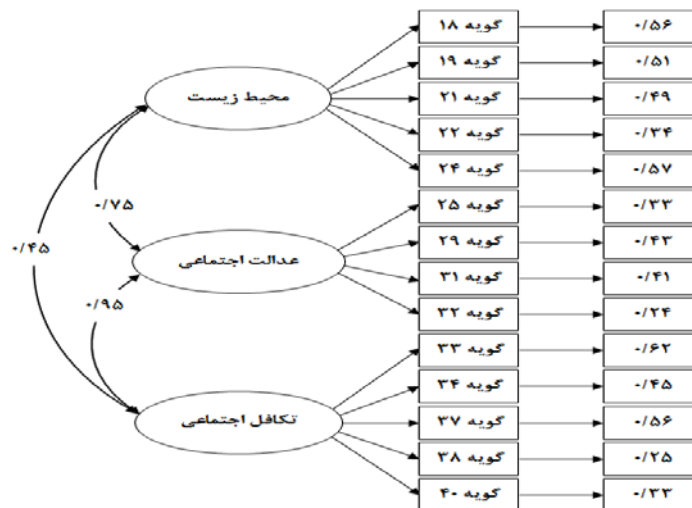 محیط زیست
عدالت اجتماعی
تکافل اجتماعی
۰/۷۵
۰/۴۵
۰/۹۵
گویه ۱۸ ۰/۵۶
گویه ۱۹ ۰/۵۱
گویه ۲۱ ۰/۴۹
گویه ۲۲ ۰/۳۴
گویه ۲۴ ۰/۵۷
گویه ۲۵ ۰/۳۳
گویه ۲۹ ۰/۴۳
گویه ۳۱ ۰/۴۱
گویه ۳۲ ۰/۲۴
گویه ۳۳ ۰/۶۲
گویه ۳۴ ۰/۴۵
گویه ۳۷ ۰/۵۶
گویه ۳۸ ۰/۲۵
گویه ۴۰ ۰/۳۳